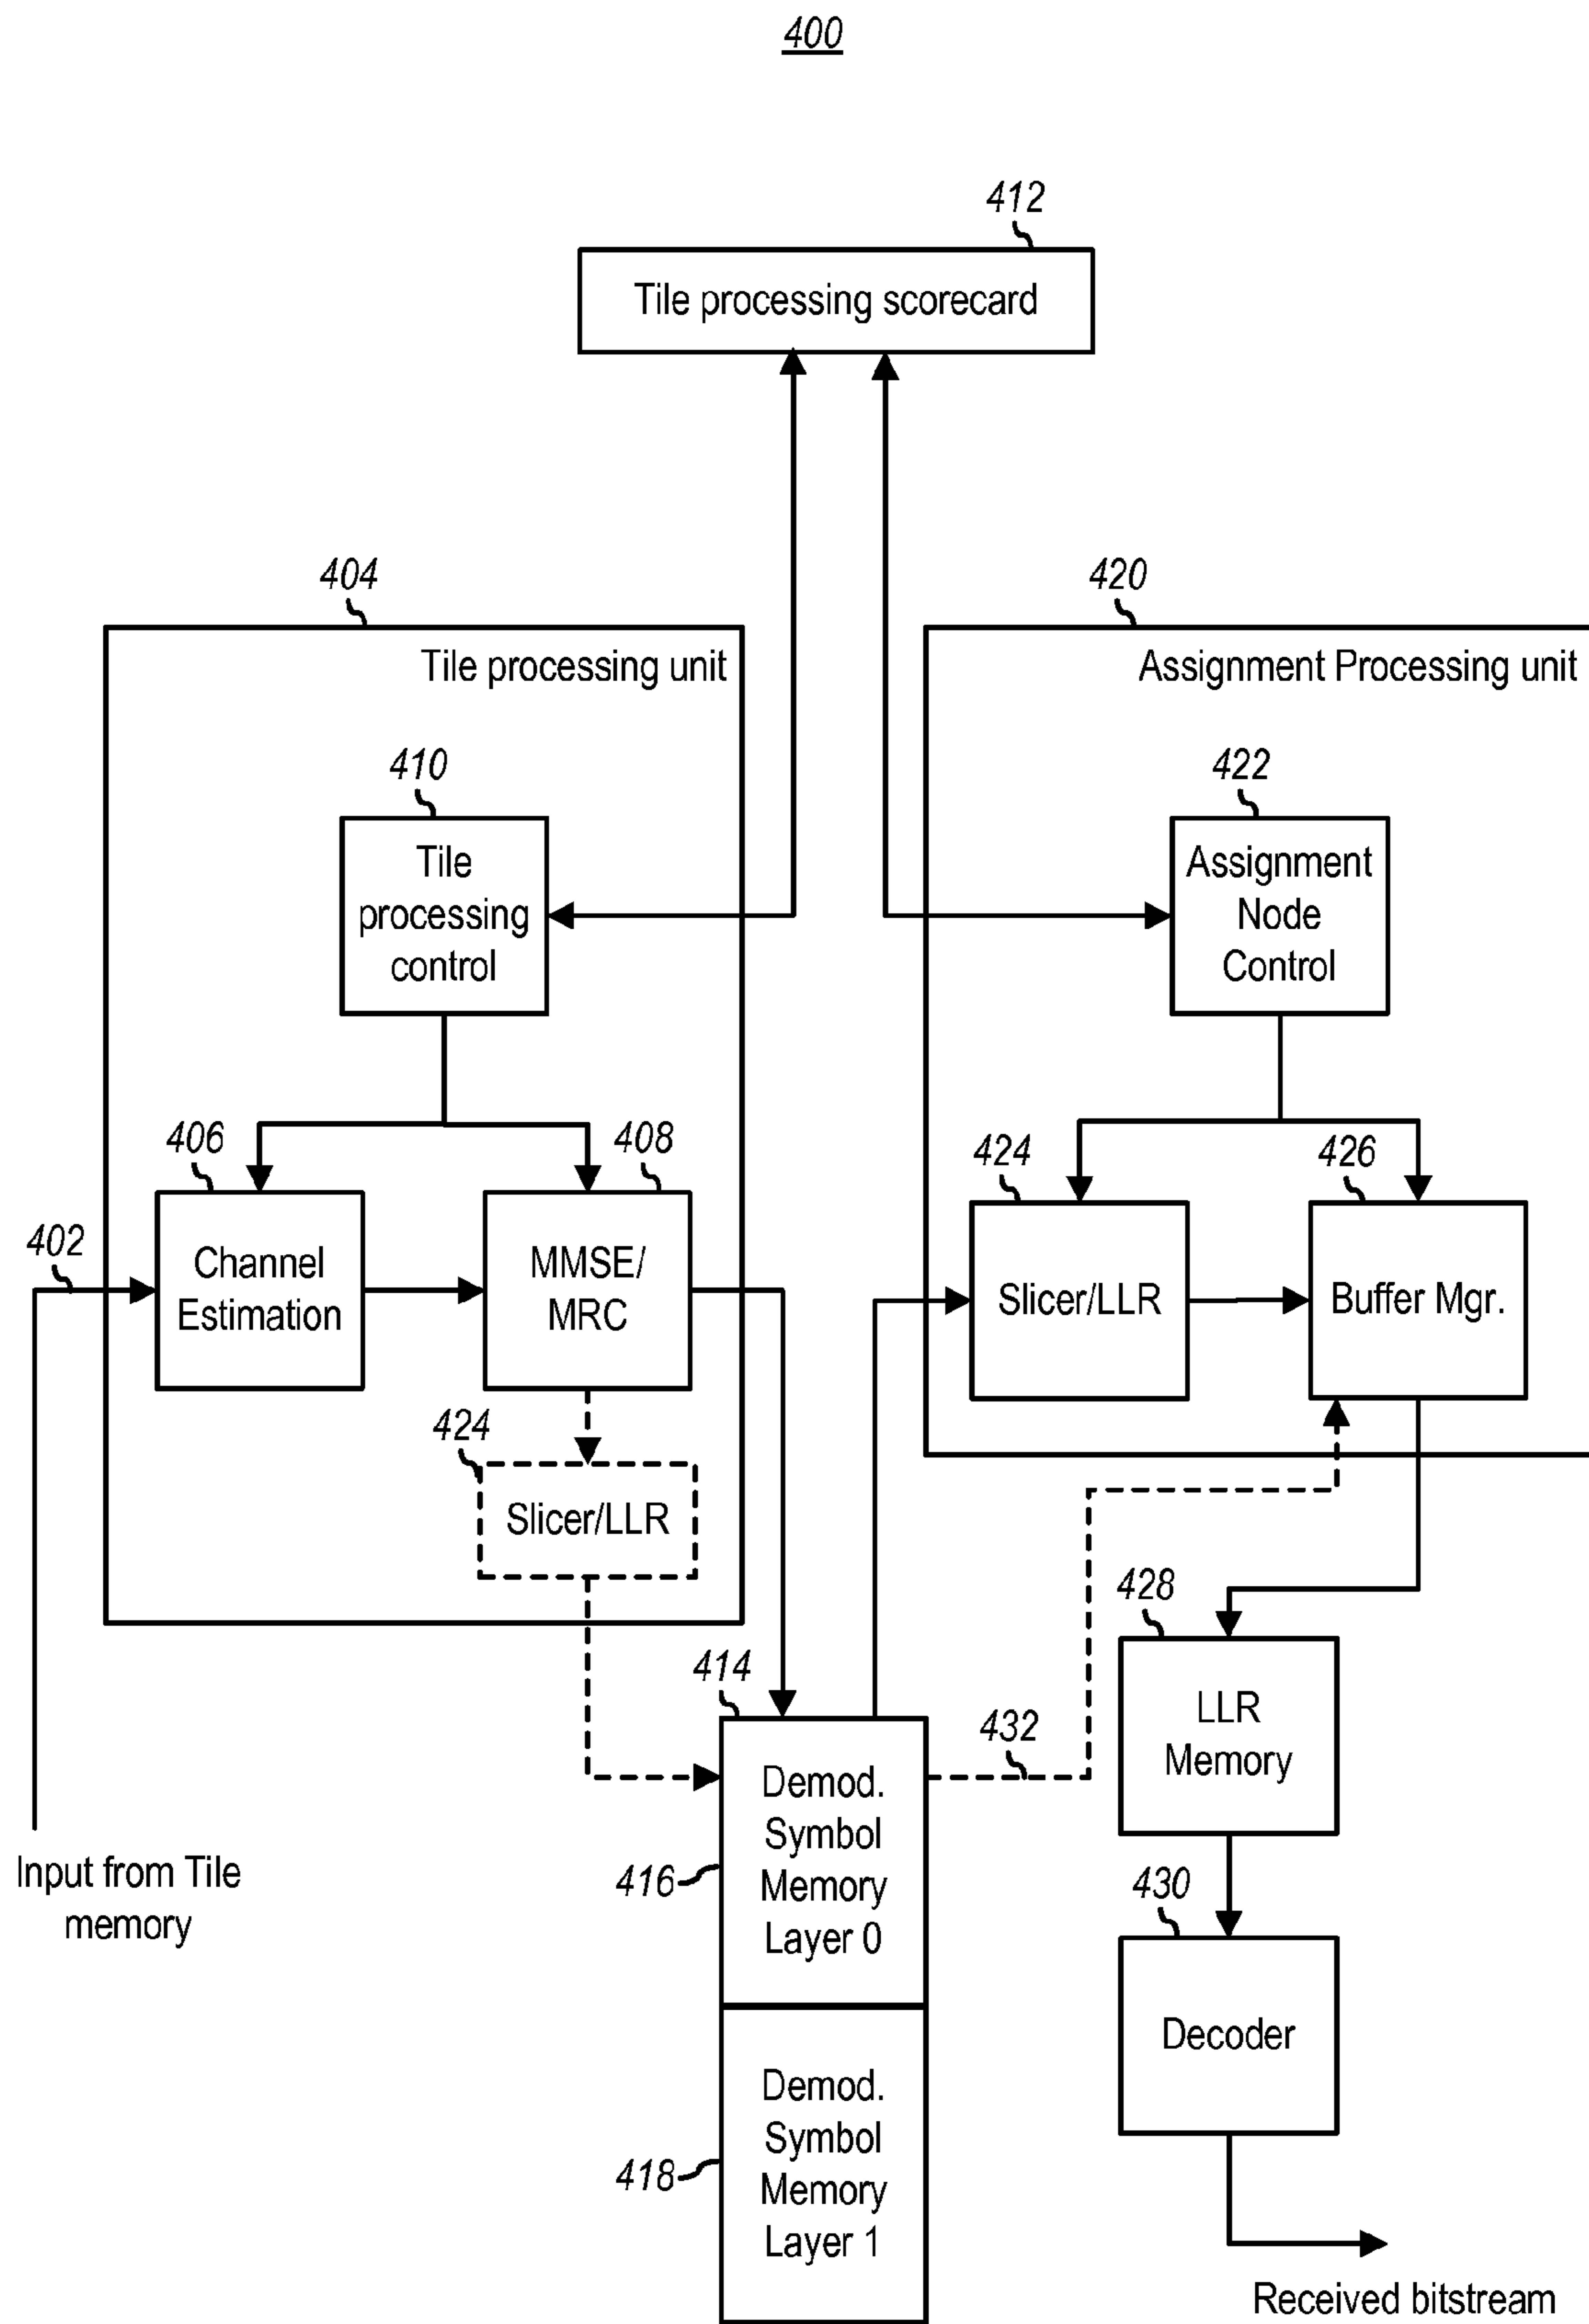 400
412
Tile processing scorecard
404
Tile processing unit
410
Tile
processing
control
406
408
402
Channel
Estimation
MMSE/
MRC
424
Slicer/LLR
Input from Tile
memory
420
Assignment Processing unit
422
Assignment
Node
Control
424
426
Slicer/LLR
Buffer Mgr.
414
416
Demod.
Symbol
Memory
Layer 0
418
Demod.
Symbol
Memory
Layer 1
432
428
LLR
Memory
430
Decoder
Received bitstream